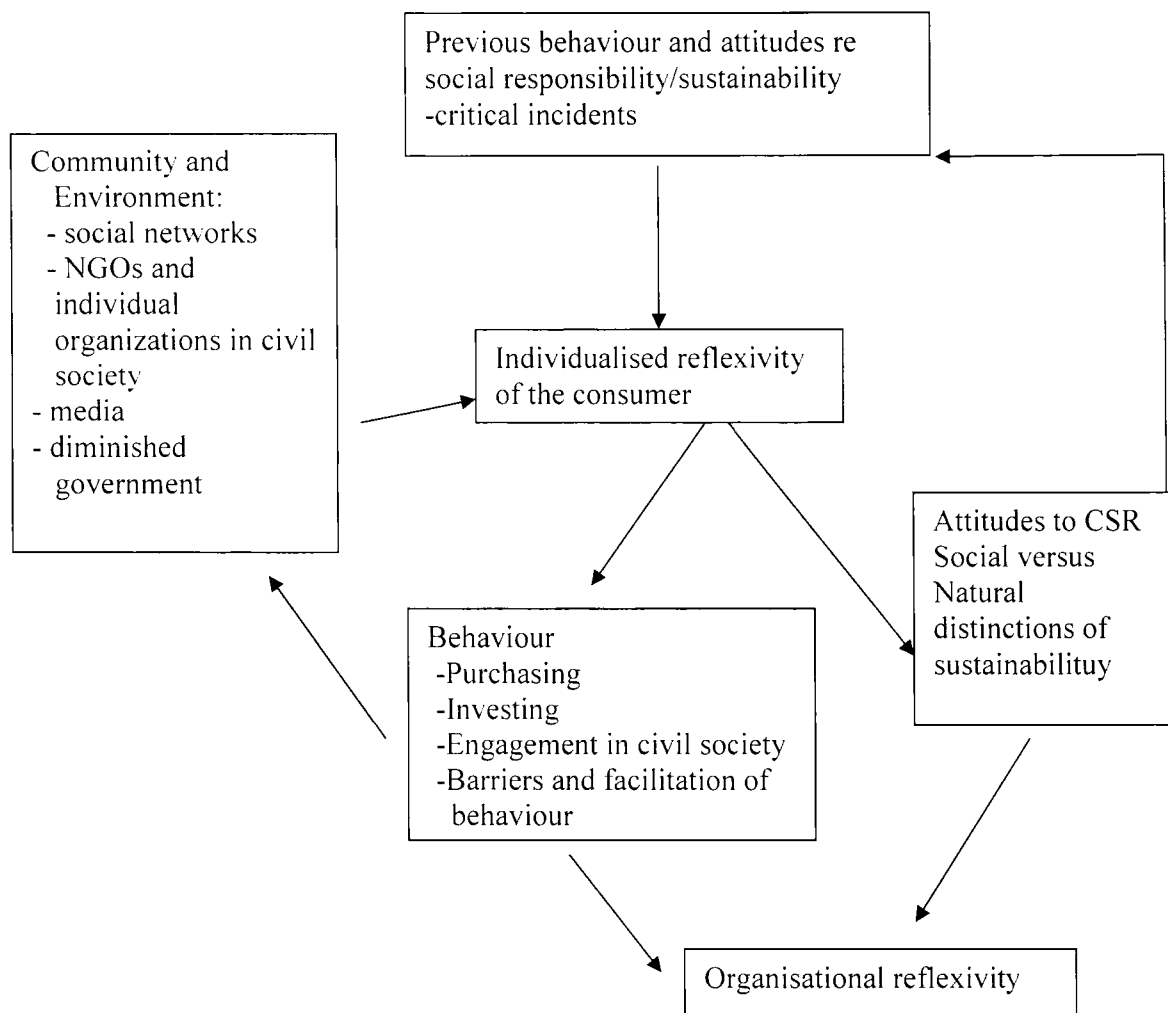 Previous behaviour and attitudes re
social responsibility/sustainability
-critical incidents
Community and
Environment:
- social networks
- NGOs and
individual
organizations in civil
society
- media
- diminished
government
Individualised reflexivity
of the consumer
Attitudes to CSR
Social versus
Natural
distinctions of
sustainabilituy
Behaviour
-Purchasing
-Investing
-Engagement in civil society
-Barriers and facilitation of
behaviour
Organisational reflexivity